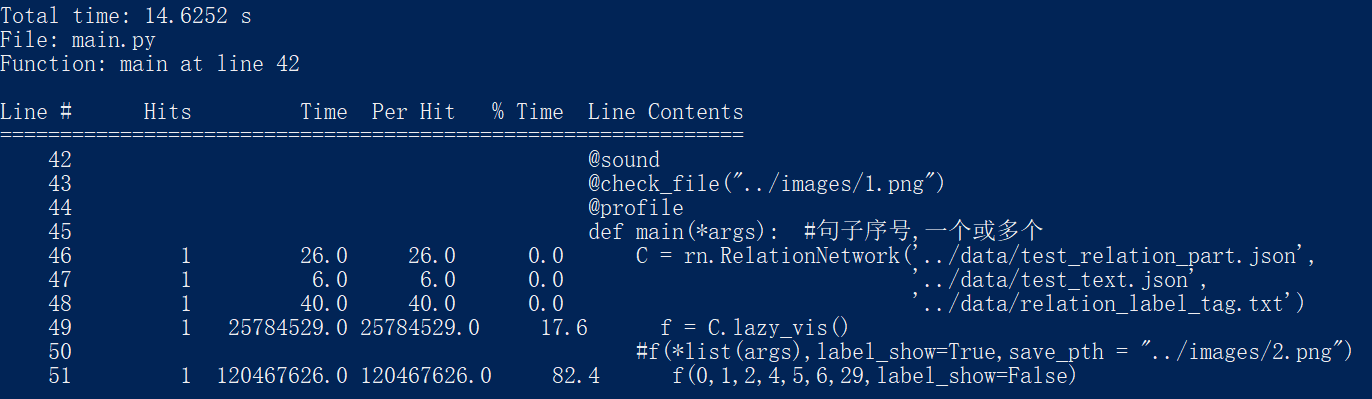 Total time: 14.6252 s
File: main.py
Function: main at line 42
Line #      Hits         Time  Per Hit   % Time  Line Contents
==============================================================
    42                                           @sound
    43                                           @check_file("../images/1.png")
    44                                           @profile
    45                                           def main(*args):  #句子序号,一个或多个
    46         1         26.0     26.0      0.0      C = rn.RelationNetwork('../data/test_relation_part.json',
    47         1          6.0      6.0      0.0                             '../data/test_text.json',
    48         1         40.0     40.0      0.0                             '../data/relation_label_tag.txt')
    49         1   25784529.0 25784529.0     17.6      f = C.lazy_vis()
    50                                               #f(*list(args),label_show=True,save_pth = "../images/2.png")
    51         1  120467626.0 120467626.0     82.4      f(0,1,2,4,5,6,29,label_show=False)